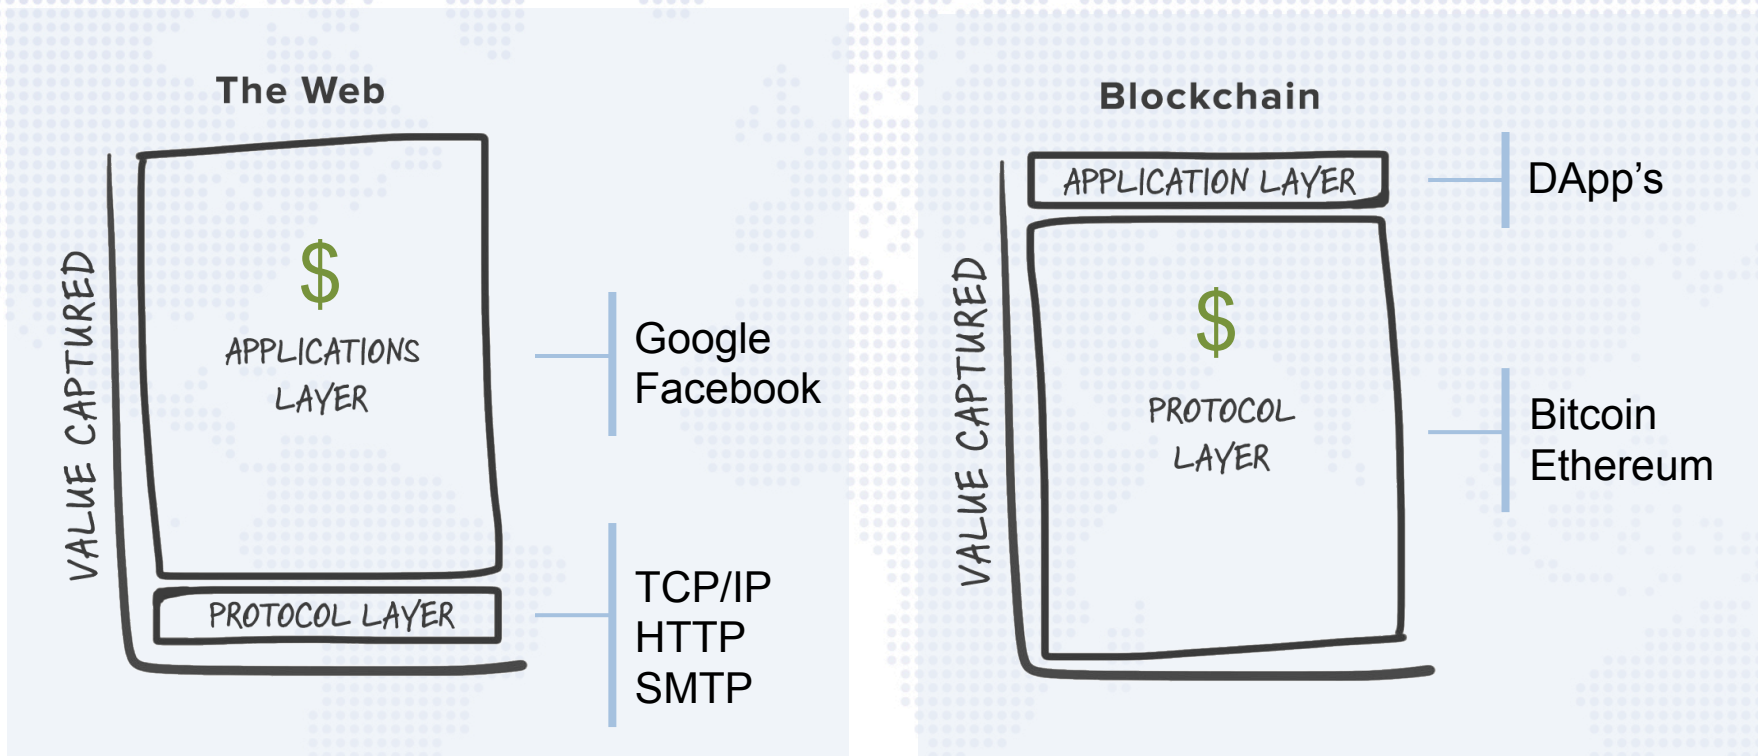 The Web
VALUE CAPTURED
$
APPLICATIONS
LAYER
PROTOCOL LAYER
Google
Facebook
TCP/IP
HTTP
SMTP
Blockchain
VALUE CAPTURED
APPLICATION LAYER
$
PROTOCOL
LAYER
DApp's
Bitcoin
Ethereum